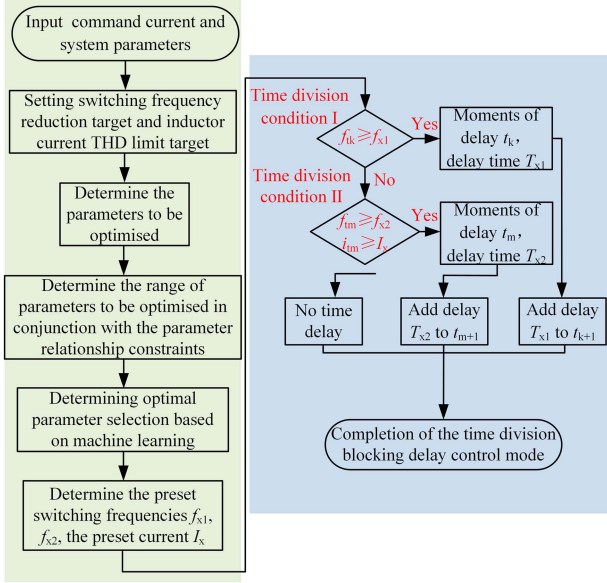 Input command current and
system parameters
Setting switching frequency
reduction target and inductor
current THD limit target
Determine the
parameters to be
optimised
Determine the range of
parameters to be optimised in
conjunction with the parameter
relationship constraints
Determining optimal
parameter selection based
on machine learning
Determine the preset
switching frequencies fx1,
fx2, the preset current Ix
Time division
condition I
ftk⩾fx1
Yes
Moments of
delay tk,
delay time Tx1
Time division
condition II
No
ftm⩾fx2
itm⩾Ix
Yes
Moments of
delay tm,
delay time Tx2
No time
delay
Add delay
Tx2 to tm+1
Add delay
Tx1 to tk+1
Completion of the time division
blocking delay control mode